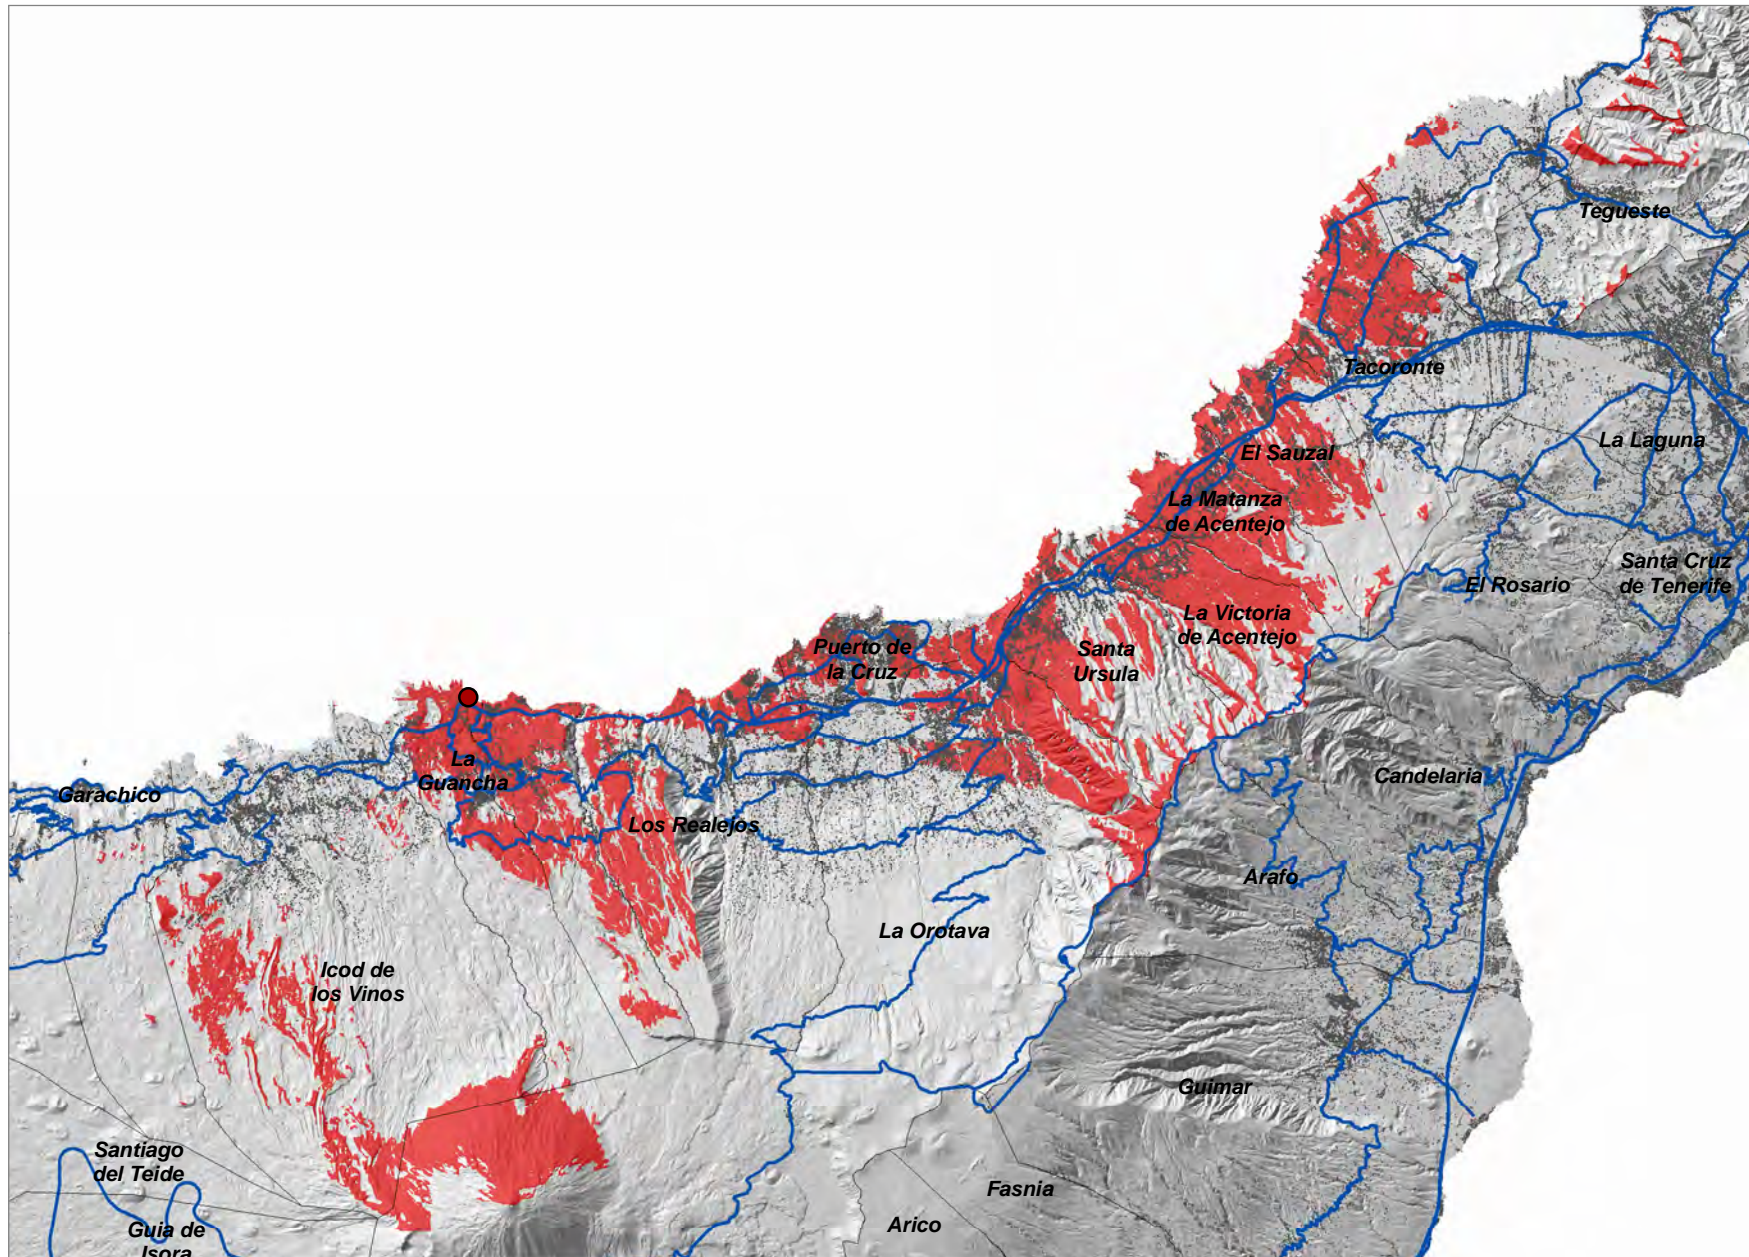 Tegueste
Tacoronte
La Laguna
El Sauzal
La Matanza
de Acentejo
Santa Cruz
de Tenerife
El Rosario
La Victoria
de Acentejo
Puerto de
la Cruz
Santa
Ursula
La
Guancha
Candelaria
Garachico
Los Realejos
Arafo
La Orotava
Icod de
los Vinos
Guimar
Santiago
del Teide
Fasnia
Arico
Guia de
Isora